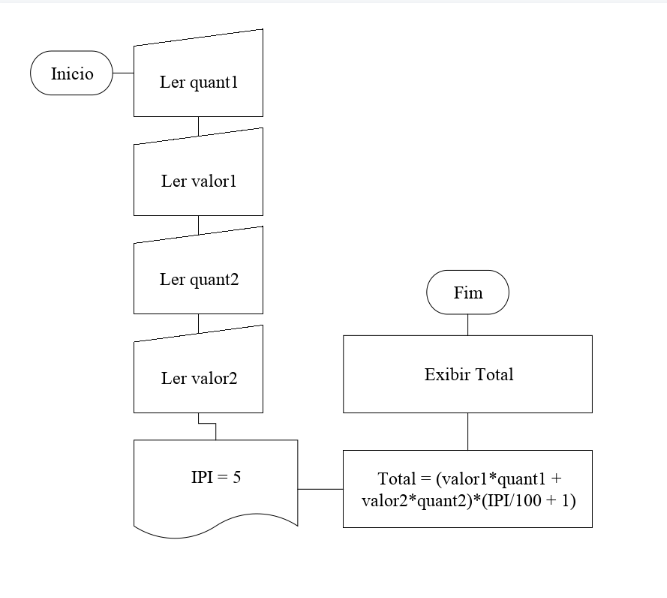 Inicio
Ler quant1
Ler valor1
Ler quant2
Ler valor2
IPI = 5
Total = (valor1*quant1 +
valor2*quant2)*(IPI/100 + 1)
Exibir Total
Fim